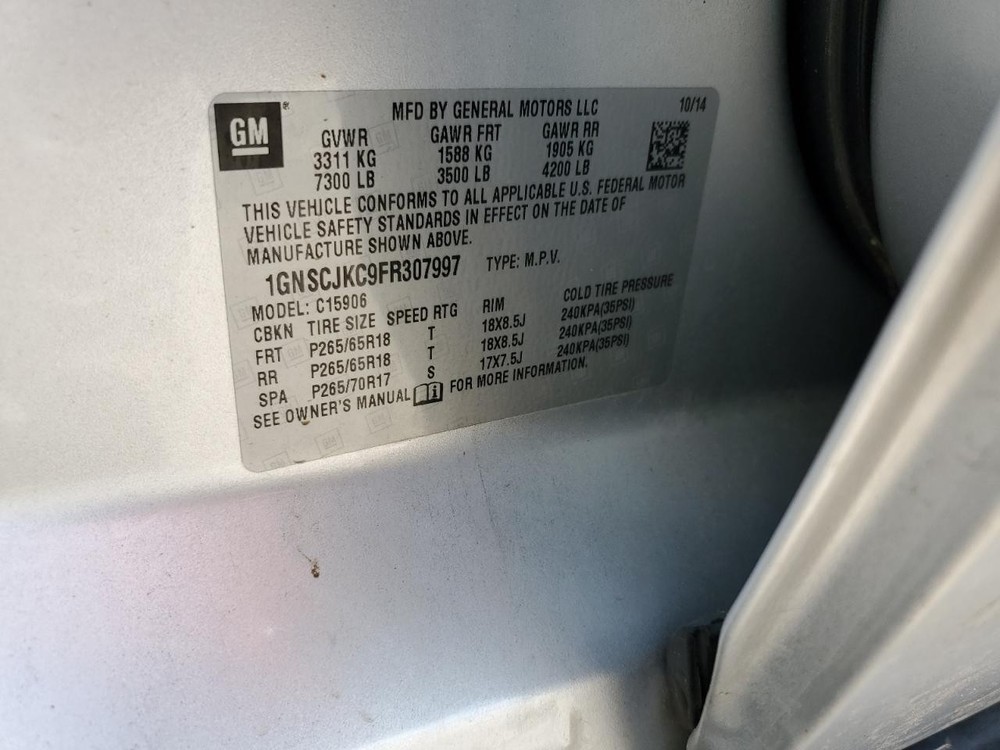 GM
MFD BY GENERAL MOTORS LLC 10/14
GVWR GAWR FRT GAWR RR
3311 KG 1588 KG 1905 KG
7300 LB 3500 LB 4200 LB
THIS VEHICLE CONFORMS TO ALL APPLICABLE U.S. FEDERAL MOTOR
VEHICLE SAFETY STANDARDS IN EFFECT ON THE DATE OF
MANUFACTURE SHOWN ABOVE.
1GNSCJKC9FR307997 TYPE: M.P.V.
MODEL: C15906
CBKN TIRE SIZE SPEED RTG RIM COLD TIRE PRESSURE
FRT P265/65R18 T 18X8.5J 240KPA(35PSI)
RR P265/65R18 T 18X8.5J 240KPA(35PSI)
SPA P265/70R17 S 17X7.5J 240KPA(35PSI)
SEE OWNER'S MANUAL i FOR MORE INFORMATION.